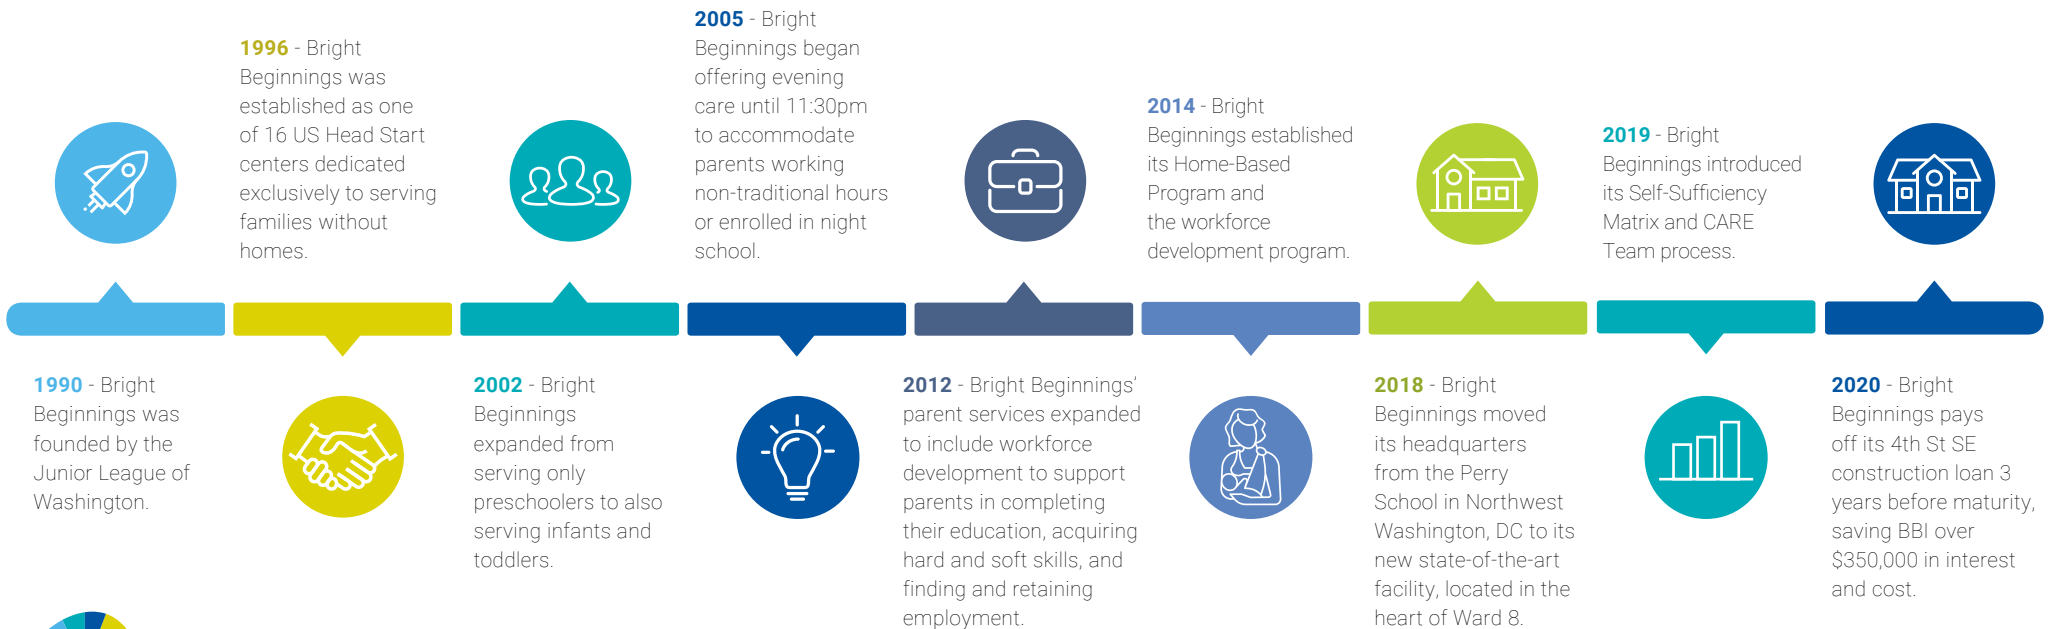 1990 - Bright
Beginnings was
founded by the
Junior League of
Washington.
1996 - Bright
Beginnings was
established as one
of 16 US Head Start
centers dedicated
exclusively to serving
families without
homes.
2002 - Bright
Beginnings
expanded from
serving only
preschoolers to also
serving infants and
toddlers.
2005 - Bright
Beginnings began
offering evening
care until 11:30pm
to accommodate
parents working
non-traditional hours
or enrolled in night
school.
2012 - Bright Beginnings’
parent services expanded
to include workforce
development to support
parents in completing
their education, acquiring
hard and soft skills, and
finding and retaining
employment.
2014 - Bright
Beginnings established
its Home-Based
Program and
the workforce
development program.
2018 - Bright
Beginnings moved
its headquarters
from the Perry
School in Northwest
Washington, DC to its
new state-of-the-art
facility, located in the
heart of Ward 8.
2019 - Bright
Beginnings introduced
its Self-Sufficiency
Matrix and CARE
Team process.
2020 - Bright
Beginnings pays
off its 4th St SE
construction loan 3
years before maturity,
saving BBI over
$350,000 in interest
and cost.